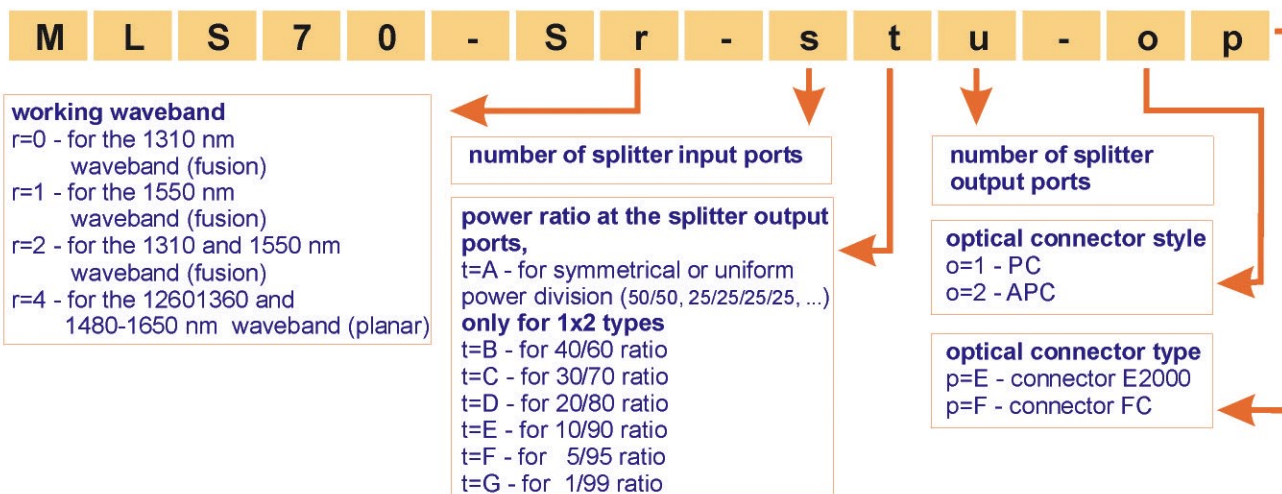 M L S 7 0 - S r - s t u - o p
working waveband
r=0 - for the 1310 nm
waveband (fusion)
r=1 - for the 1550 nm
waveband (fusion)
r=2 - for the 1310 and 1550 nm
waveband (fusion)
r=4 - for the 12601360 and
1480-1650 nm waveband (planar)
number of splitter input ports
power ratio at the splitter output
ports,
t=A - for symmetrical or uniform
power division (50/50, 25/25/25/25, ...)
only for 1x2 types
t=B - for 40/60 ratio
t=C - for 30/70 ratio
t=D - for 20/80 ratio
t=E - for 10/90 ratio
t=F - for 5/95 ratio
t=G - for 1/99 ratio
number of splitter
output ports
optical connector style
o=1 - PC
o=2 - APC
optical connector type
p=E - connector E2000
p=F - connector FC